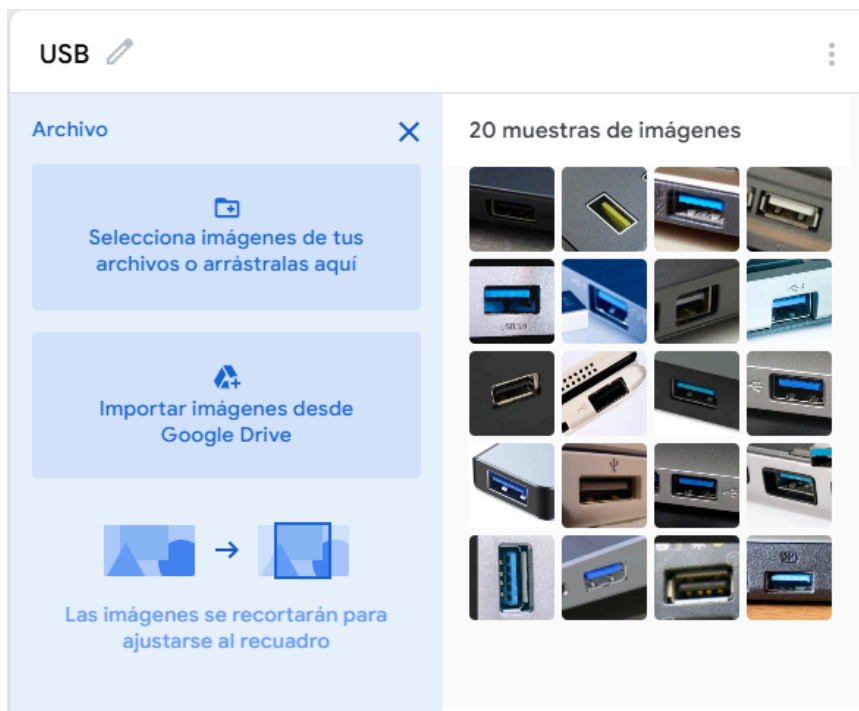 USB
Archivo
20 muestras de imágenes
Selecciona imágenes de tus
archivos o arrástralas aquí
Importar imágenes desde
Google Drive
Las imágenes se recortarán para
ajustarse al recuadro